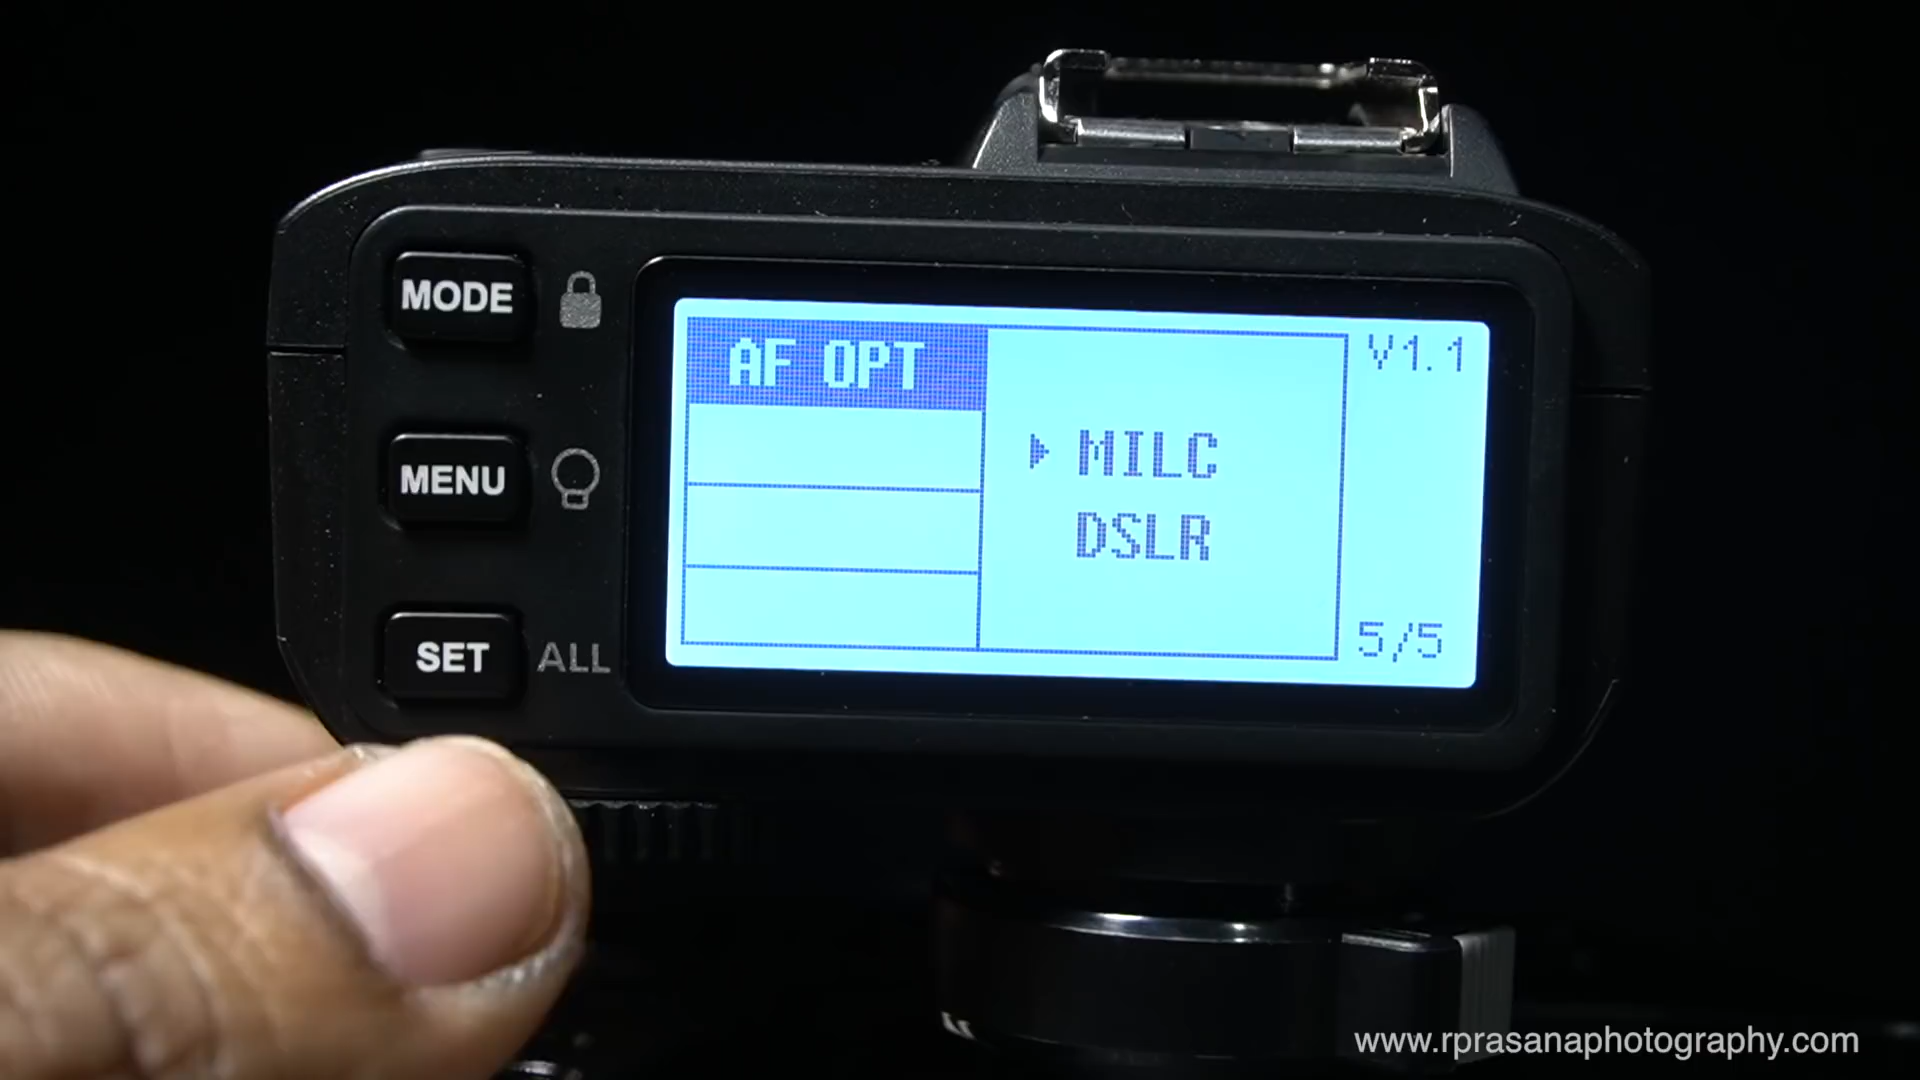 MODE
MENU
SET ALL
AF OPT
MILC
DSLR
V1.1
5/5
www.rprasanaphotography.com